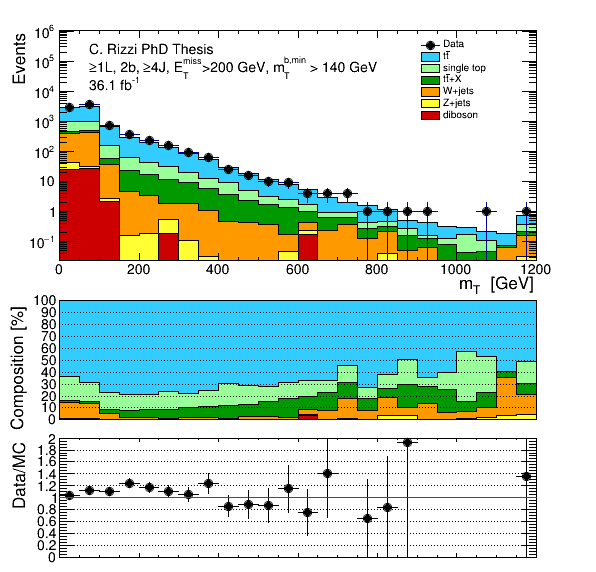 10⁶
10⁵
10⁴
10³
10²
10
1
10⁻¹
Events
C. Rizzi PhD Thesis
≥1L, 2b, ≥4J, E_T^miss>200 GeV, m_T^b,min > 140 GeV
36.1 fb⁻¹
Data
tt̄
single top
tt̄+X
W+jets
Z+jets
diboson
0 200 400 600 800 1000 1200
m_T [GeV]
Composition [%]
100
90
80
70
60
50
40
30
20
10
0
Data/MC
2
1.8
1.6
1.4
1.2
1
0.8
0.6
0.4
0.2
0